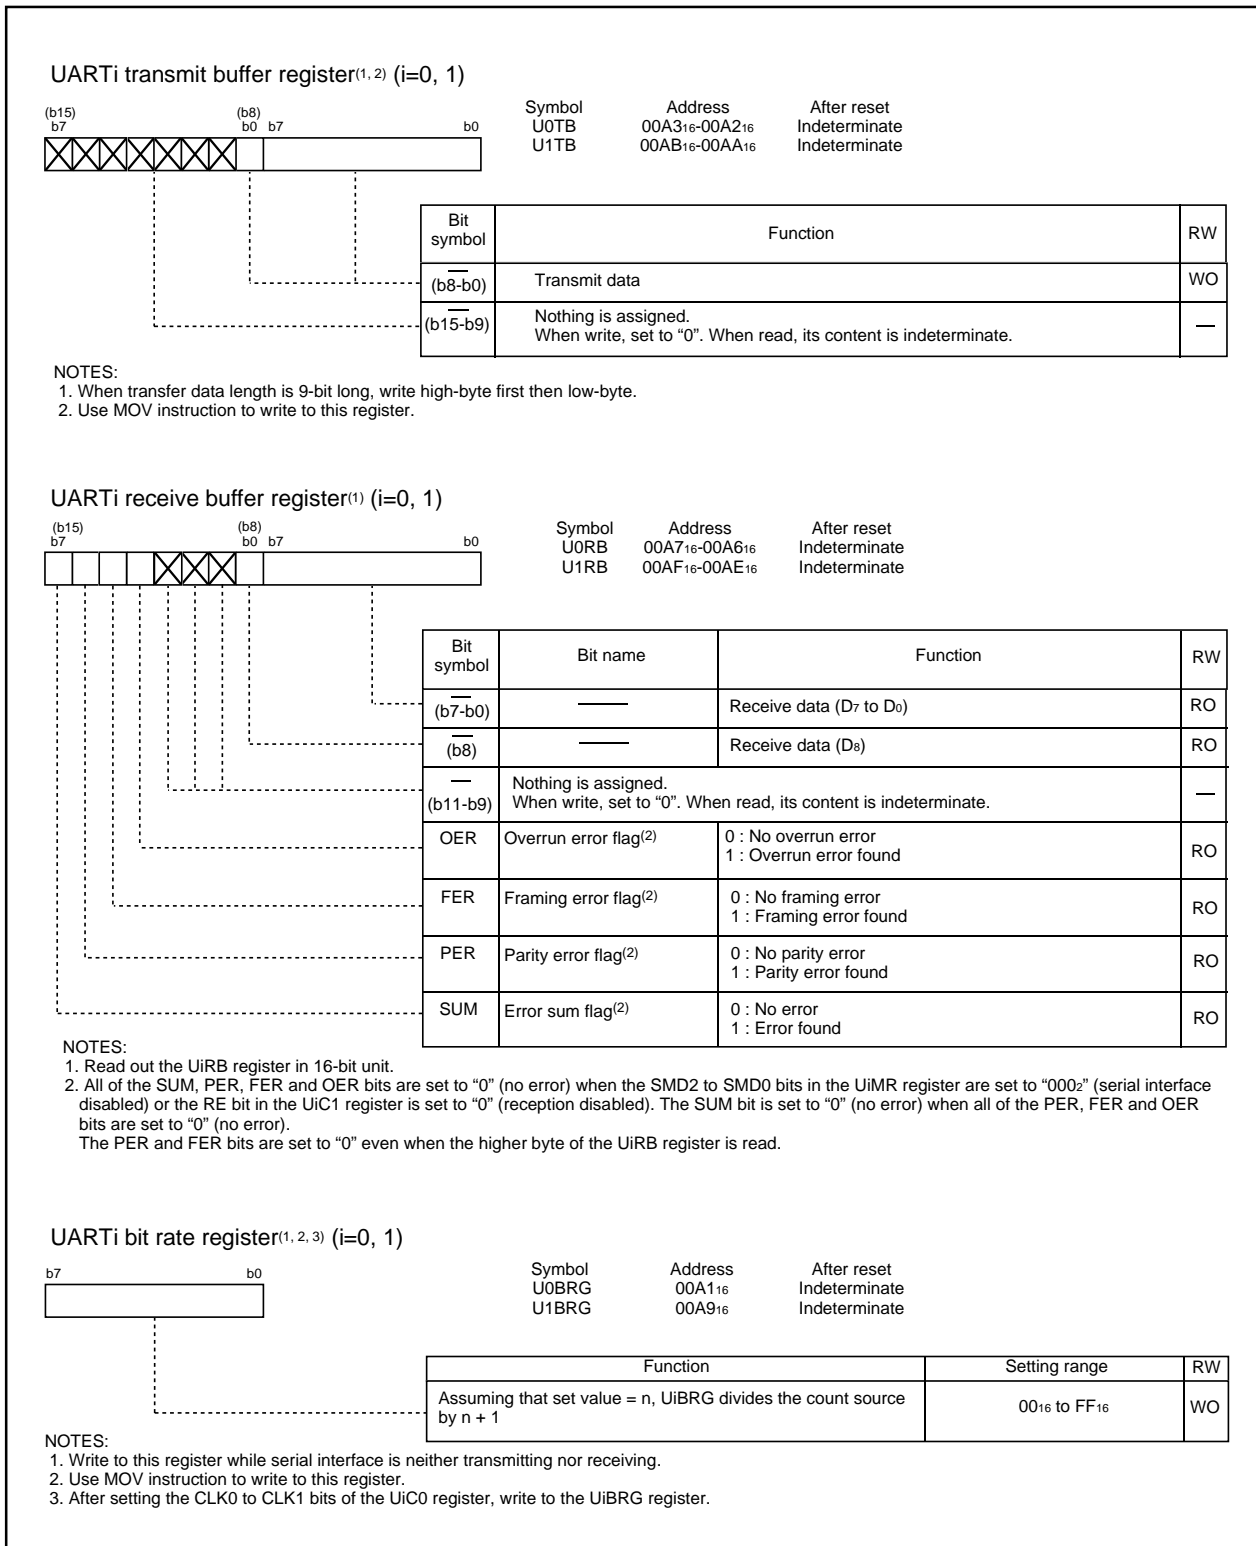 UARTi transmit buffer register(1, 2) (i=0, 1)
(b15) (b8)
b7 b0 b7 b0
Symbol Address After reset
U0TB 00A316-00A216 Indeterminate
U1TB 00AB16-00AA16 Indeterminate
Bit symbol Function RW
(b8-b0) Transmit data WO
(b15-b9) Nothing is assigned.
When write, set to “0”. When read, its content is indeterminate. —
NOTES:
1. When transfer data length is 9-bit long, write high-byte first then low-byte.
2. Use MOV instruction to write to this register.
UARTi receive buffer register(1) (i=0, 1)
(b15) (b8)
b7 b0 b7 b0
Symbol Address After reset
U0RB 00A716-00A616 Indeterminate
U1RB 00AF16-00AE16 Indeterminate
Bit symbol Bit name Function RW
— (b7-b0) — Receive data (D7 to D0) RO
— (b8) — Receive data (D8) RO
— (b11-b9) Nothing is assigned.
When write, set to “0”. When read, its content is indeterminate. —
OER Overrun error flag(2) 0 : No overrun error
1 : Overrun error found RO
FER Framing error flag(2) 0 : No framing error
1 : Framing error found RO
PER Parity error flag(2) 0 : No parity error
1 : Parity error found RO
SUM Error sum flag(2) 0 : No error
1 : Error found RO
NOTES:
1. Read out the UiRB register in 16-bit unit.
2. All of the SUM, PER, FER and OER bits are set to “0” (no error) when the SMD2 to SMD0 bits in the UiMR register are set to “0002” (serial interface
disabled) or the RE bit in the UiC1 register is set to “0” (reception disabled). The SUM bit is set to “0” (no error) when all of the PER, FER and OER
bits are set to “0” (no error).
The PER and FER bits are set to “0” even when the higher byte of the UiRB register is read.
UARTi bit rate register(1, 2, 3) (i=0, 1)
b7 b0
Symbol Address After reset
U0BRG 00A116 Indeterminate
U1BRG 00A916 Indeterminate
Function Setting range RW
Assuming that set value = n, UiBRG divides the count source
by n + 1 0016 to FF16 WO
NOTES:
1. Write to this register while serial interface is neither transmitting nor receiving.
2. Use MOV instruction to write to this register.
3. After setting the CLK0 to CLK1 bits of the UiC0 register, write to the UiBRG register.